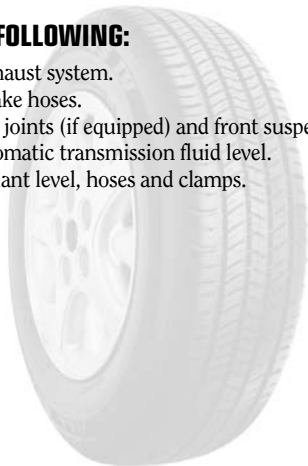 FOLLOWING:
haust system.
ake hoses.
joints (if equipped) and front suspe
omatic transmission fluid level.
ant level, hoses and clamps.